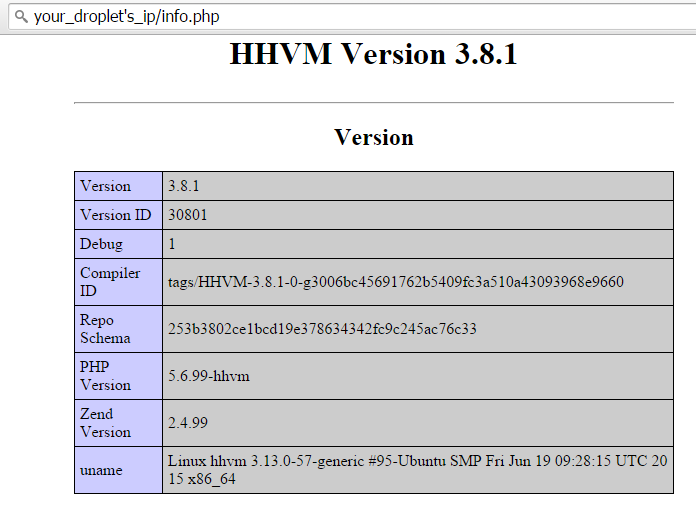 your_droplet's_ip/info.php
HHVM Version 3.8.1
Version
Version 3.8.1
Version ID 30801
Debug 1
Compiler
ID
tags/HHVM-3.8.1-0-g3006bc45691762b5409fc3a510a43093968e9660
Repo
Schema
253b3802ce1bcd19e378634342fc9c245ac76c33
PHP
Version
5.6.99-hhvm
Zend
Version
2.4.99
uname
Linux hhvm 3.13.0-57-generic #95-Ubuntu SMP Fri Jun 19 09:28:15 UTC 20
15 x86_64